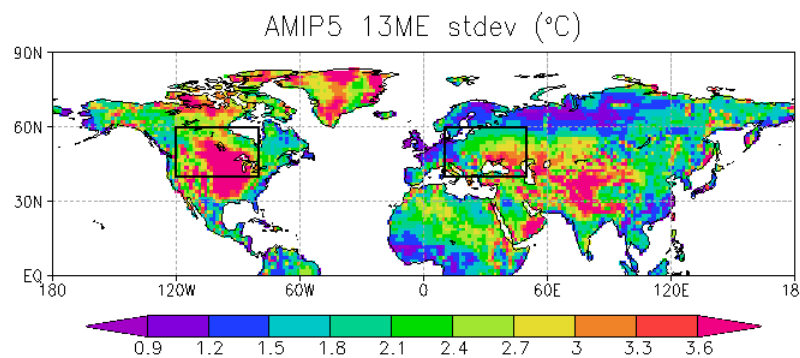 AMIP5 13ME stdev (°C)
90N
60N
30N
EQ
180 120W 60W 0 60E 120E 18
0.9 1.2 1.5 1.8 2.1 2.4 2.7 3 3.3 3.6